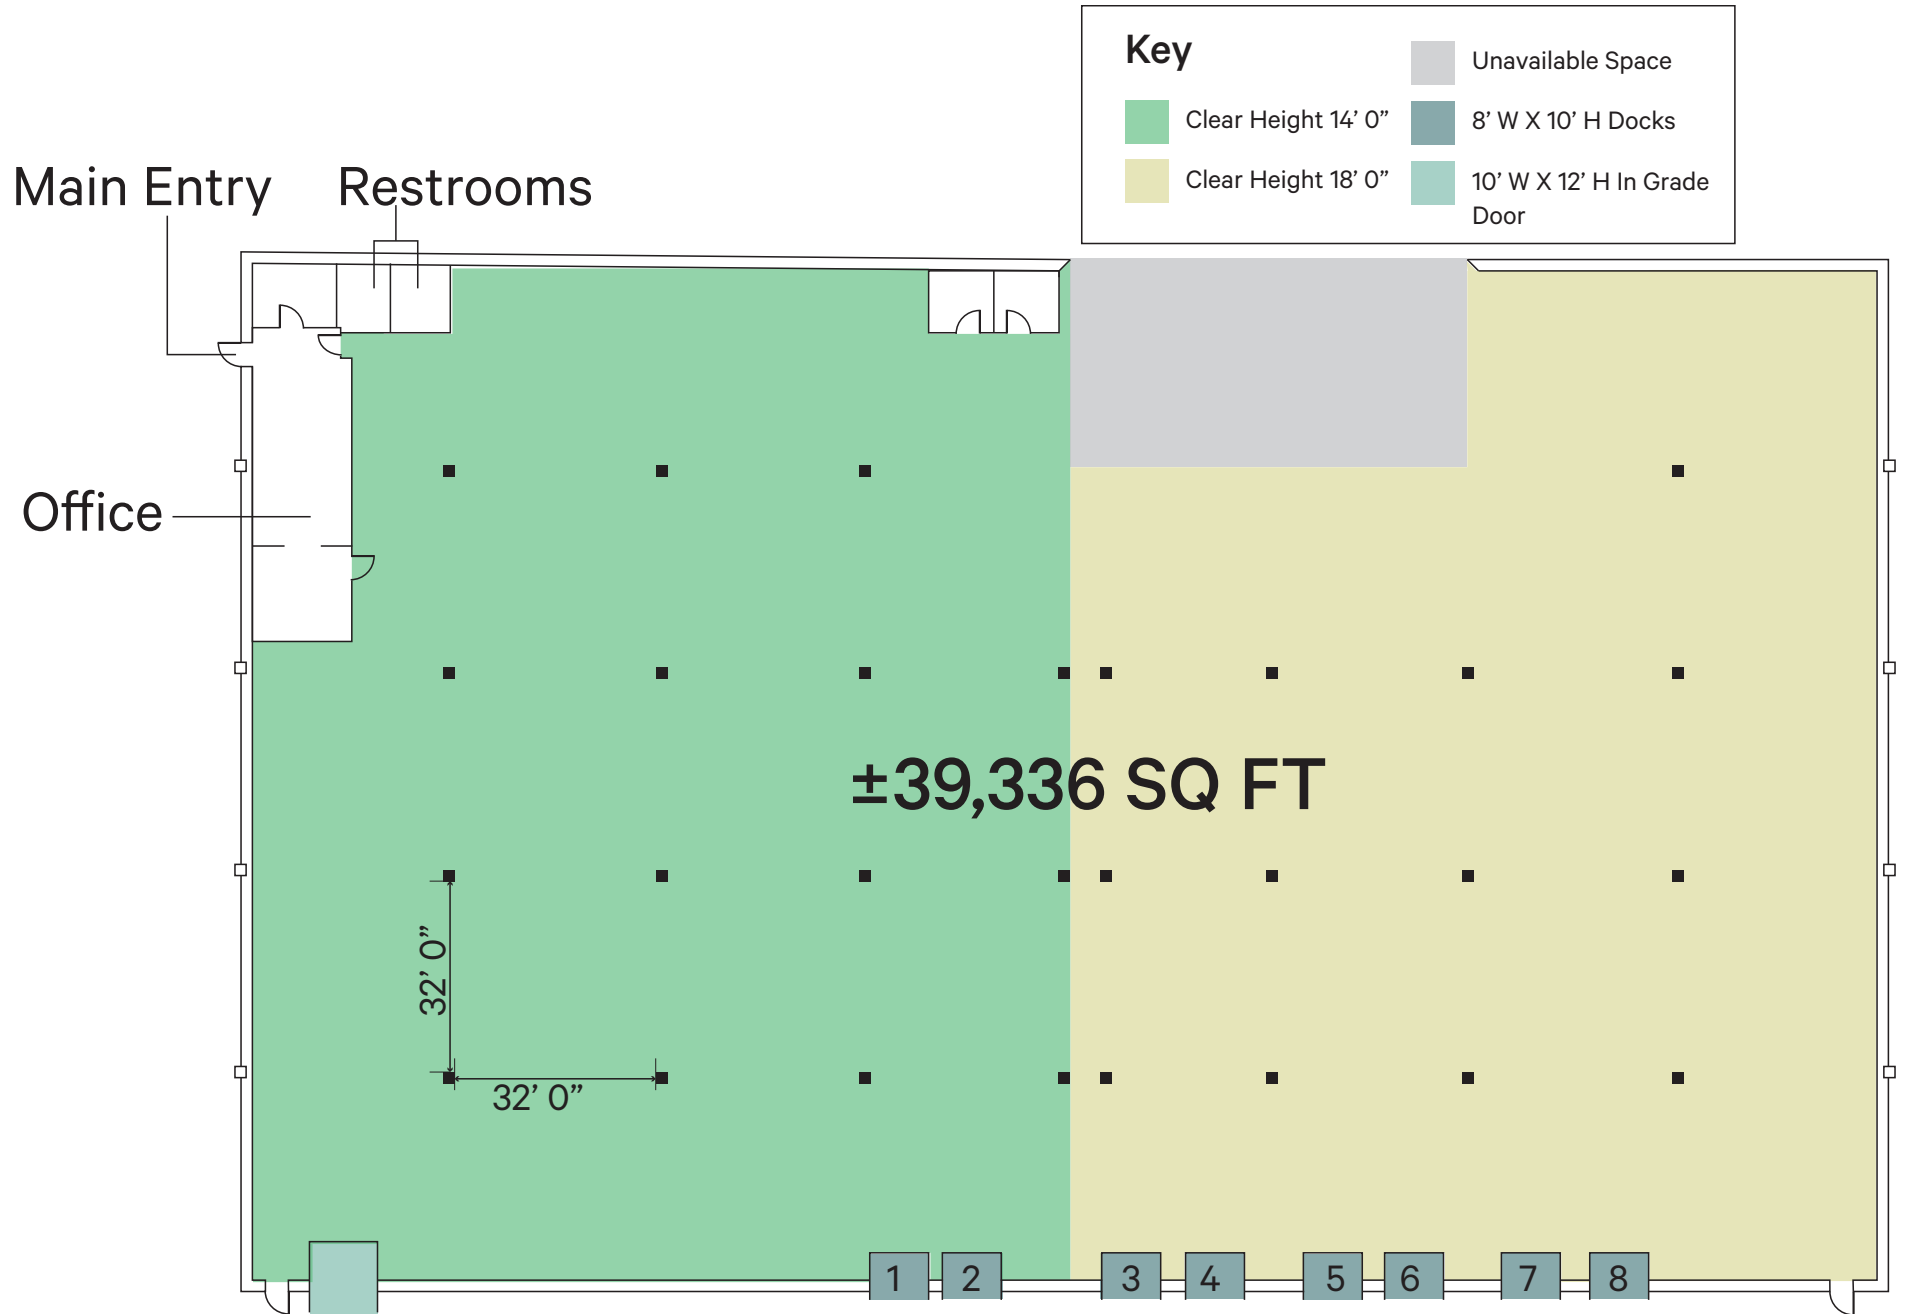 Key
Unavailable Space
Clear Height 14’ 0”
8’ W X 10’ H Docks
Clear Height 18’ 0”
10’ W X 12’ H In Grade
Door
Main Entry
Restrooms
Office
±39,336 SQ FT
32’ 0”
32’ 0”
1
2
3
4
5
6
7
8